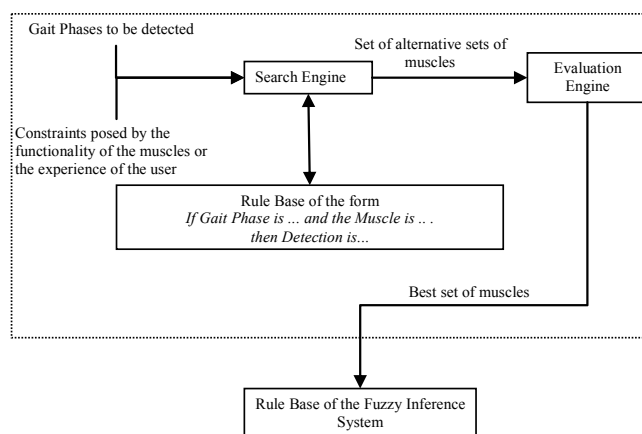 Gait Phases to be detected
Set of alternative sets of
muscles
Search Engine
Evaluation
Engine
Constraints posed by the
functionality of the muscles or
the experience of the user
Rule Base of the form
If Gait Phase is ... and the Muscle is .. .
then Detection is...
Best set of muscles
Rule Base of the Fuzzy Inference
System